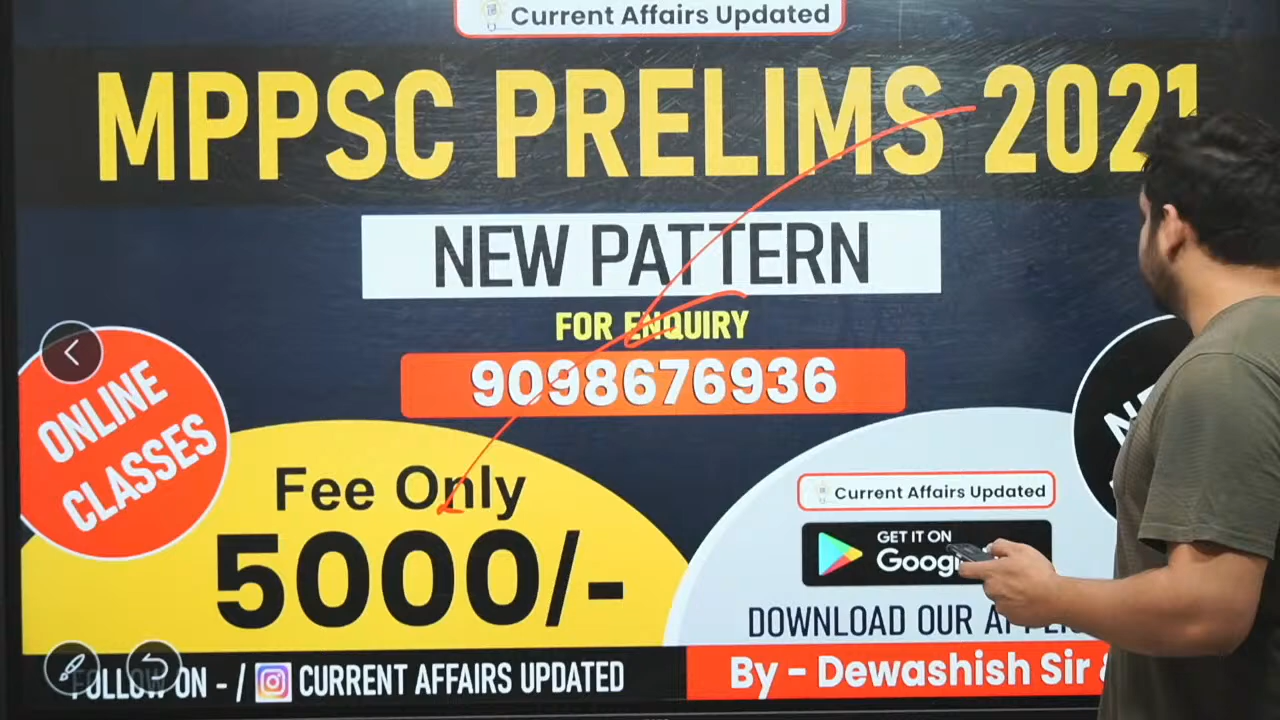 Current Affairs Updated
MPPSC PRELIMS 2021
NEW PATTERN
FOR ENQUIRY
9098676936
ONLINE
CLASSES
Fee Only
5000/-
Current Affairs Updated
GET IT ON
DOWNLOAD OUR
FOLLOW ON - / CURRENT AFFAIRS UPDATED
By - Dewashish Sir &